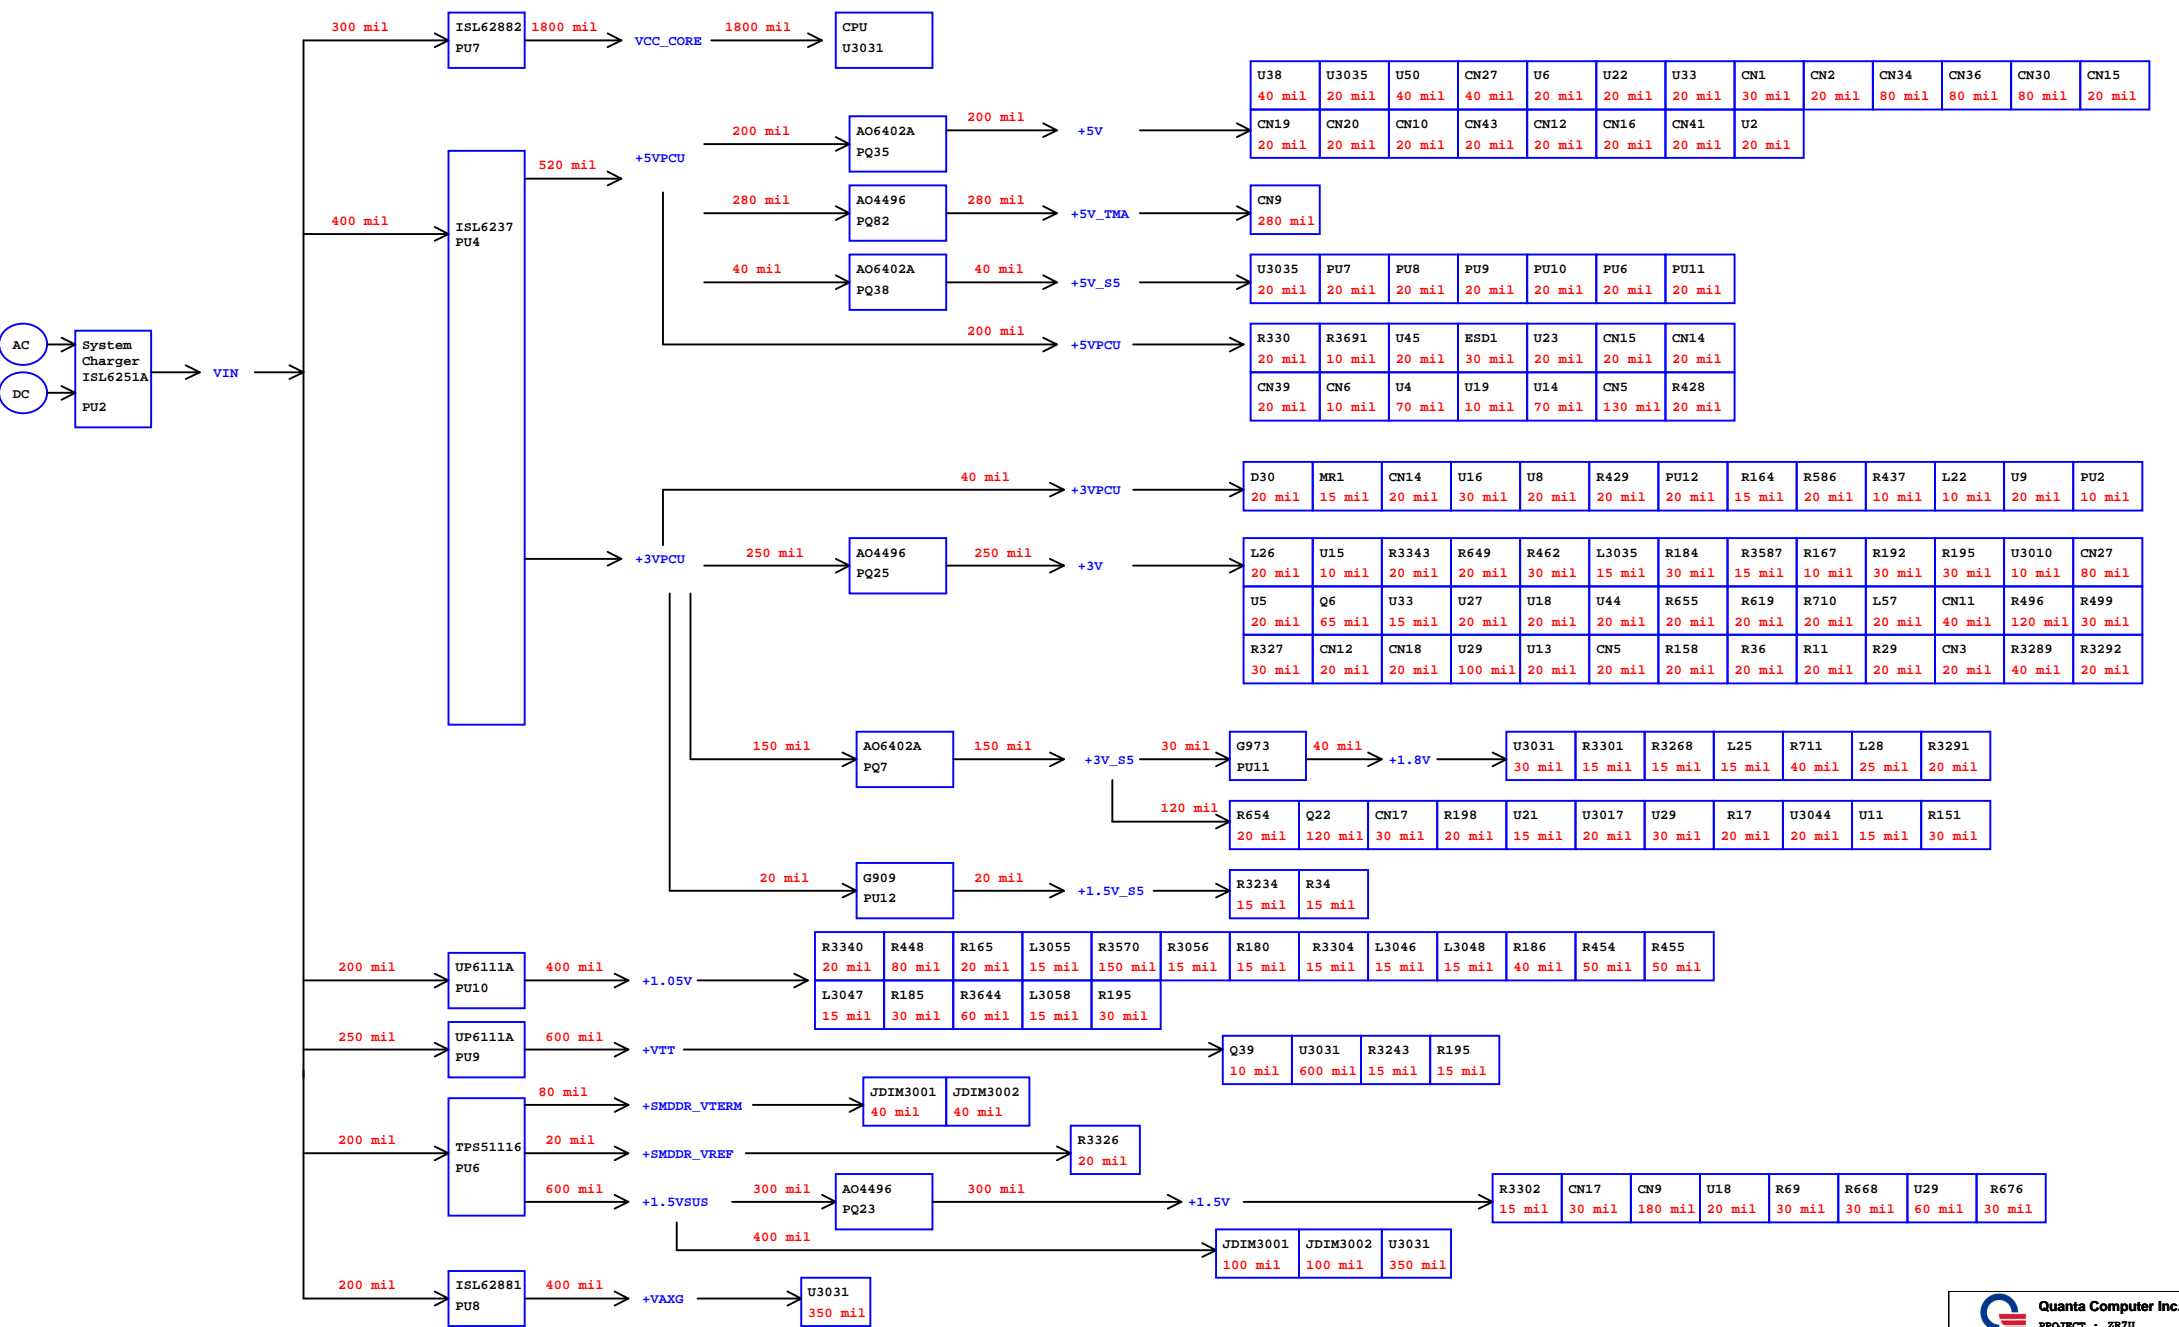 300 mil
ISL62882
PU7
1800 mil
VCC_CORE
1800 mil
CPU
U3031
400 mil
ISL6237
PU4
520 mil
+5VPCU
200 mil
AO6402A
PQ35
200 mil
+5V
U38 U3035 U50 CN27 U6 U22 U33 CN1 CN2 CN34 CN36 CN30 CN15
40 mil 20 mil 40 mil 40 mil 20 mil 20 mil 20 mil 30 mil 20 mil 80 mil 80 mil 80 mil 20 mil
CN19 CN20 CN10 CN43 CN12 CN16 CN41 U2
20 mil 20 mil 20 mil 20 mil 20 mil 20 mil 20 mil 20 mil
280 mil
AO4496
PQ82
280 mil
+5V_TMA
CN9
280 mil
40 mil
AO6402A
PQ38
40 mil
+5V_S5
U3035 PU7 PU8 PU9 PU10 PU6 PU11
20 mil 20 mil 20 mil 20 mil 20 mil 20 mil 20 mil
200 mil
+5VPCU
R330 R3691 U45 ESD1 U23 CN15 CN14
20 mil 10 mil 20 mil 30 mil 20 mil 20 mil 20 mil
CN39 CN6 U4 U19 U14 CN5 R428
20 mil 10 mil 70 mil 10 mil 70 mil 130 mil 20 mil
AC
DC
System
Charger
ISL6251A
PU2
VIN
+3VPCU
40 mil
+3VPCU
D30 MR1 CN14 U16 U8 R429 PU12 R164 R586 R437 L22 U9 PU2
20 mil 15 mil 20 mil 30 mil 20 mil 20 mil 20 mil 15 mil 20 mil 10 mil 10 mil 20 mil 10 mil
250 mil
AO4496
PQ25
250 mil
+3V
L26 U15 R3343 R649 R462 L3035 R184 R3587 R167 R192 R195 U3010 CN27
20 mil 10 mil 20 mil 20 mil 30 mil 15 mil 30 mil 15 mil 10 mil 30 mil 30 mil 10 mil 80 mil
U5 Q6 U33 U27 U18 U44 R655 R619 R710 L57 CN11 R496 R499
20 mil 65 mil 15 mil 20 mil 20 mil 20 mil 20 mil 20 mil 20 mil 20 mil 40 mil 120 mil 30 mil
R327 CN12 CN18 U29 U13 CN5 R158 R36 R11 R29 CN3 R3289 R3292
30 mil 20 mil 20 mil 100 mil 20 mil 20 mil 20 mil 20 mil 20 mil 20 mil 20 mil 40 mil 20 mil
150 mil
AO6402A
PQ7
150 mil
+3V_S5
30 mil
G973
PU11
40 mil
+1.8V
U3031 R3301 R3268 L25 R711 L28 R3291
30 mil 15 mil 15 mil 15 mil 40 mil 25 mil 20 mil
120 mil
R654 Q22 CN17 R198 U21 U3017 U29 R17 U3044 U11 R151
20 mil 120 mil 30 mil 20 mil 15 mil 20 mil 30 mil 20 mil 20 mil 15 mil 30 mil
20 mil
G909
PU12
20 mil
+1.5V_S5
R3234 R34
15 mil 15 mil
200 mil
UP6111A
PU10
400 mil
+1.05V
R3340 R448 R165 L3055 R3570 R3056 R180 R3304 L3046 L3048 R186 R454 R455
20 mil 80 mil 20 mil 15 mil 150 mil 15 mil 15 mil 15 mil 15 mil 15 mil 40 mil 50 mil 50 mil
L3047 R185 R3644 L3058 R195
15 mil 30 mil 60 mil 15 mil 30 mil
250 mil
UP6111A
PU9
600 mil
+VTT
Q39 U3031 R3243 R195
10 mil 600 mil 15 mil 15 mil
200 mil
TPS51116
PU6
80 mil
+SMDDR_VTERM
JDIM3001 JDIM3002
40 mil 40 mil
20 mil
+SMDDR_VREF
R3326
20 mil
600 mil
+1.5VSUS
300 mil
AO4496
PQ23
300 mil
+1.5V
R3302 CN17 CN9 U18 R69 R668 U29 R676
15 mil 30 mil 180 mil 20 mil 30 mil 30 mil 60 mil 30 mil
400 mil
JDIM3001 JDIM3002 U3031
100 mil 100 mil 350 mil
200 mil
ISL62881
PU8
400 mil
+VAXG
U3031
350 mil
Quanta Computer Inc.
PROJECT : ZR7U